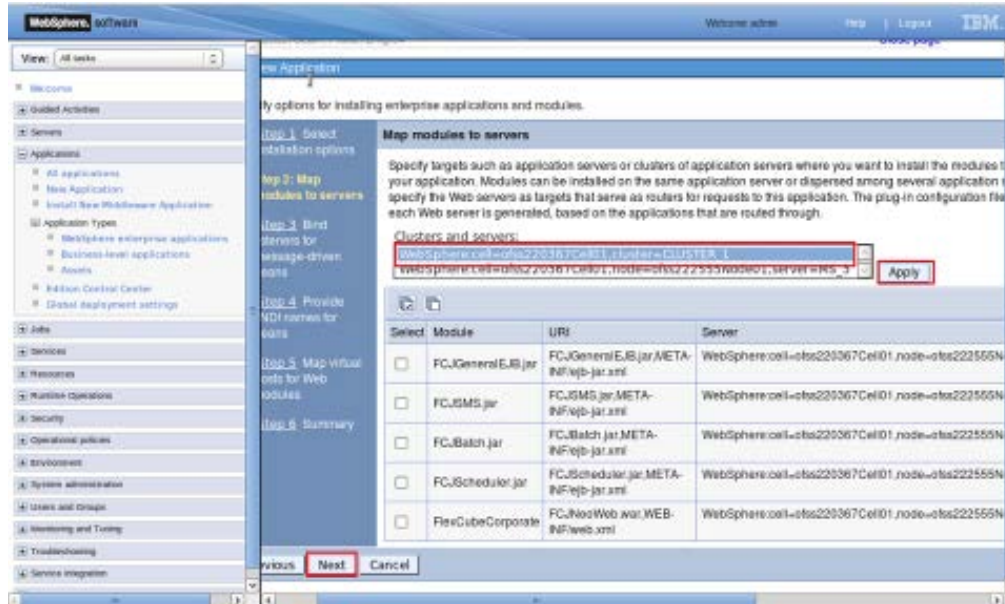 WebSphere. software
Welcome admin
Help | Logout
IBM.
View: All tasks
Welcome
Guided Activities
Servers
Applications
All applications
New Application
Install New Middleware Application
Application Types
WebSphere enterprise applications
Business-level applications
Assets
Edition Control Center
Global deployment settings
Jobs
Services
Resources
Runtime Operations
Security
Operational policies
Environment
System administration
Users and Groups
Monitoring and Tuning
Troubleshooting
Service integration
Close page
ew Application
fy options for installing enterprise applications and modules.
Step 1 Select
installation options
Step 2: Map
modules to servers
Step 3 Bind
steners for
message-driven
eans
Step 4 Provide
NDI names for
eans
Step 5 Map virtual
osts for Web
odules
Step 6 Summary
Map modules to servers
Specify targets such as application servers or clusters of application servers where you want to install the modules t
your application. Modules can be installed on the same application server or dispersed among several application
specify the Web servers as targets that serve as routers for requests to this application. The plug-in configuration file
each Web server is generated, based on the applications that are routed through.
Clusters and servers:
WebSphere:cell=ofss220367Cell01,cluster=CLUSTER_1
WebSphere:cell=ofss220367Cell01,node=ofss222555Node01,server=MS_3
Apply
Select Module URI Server
FCJGeneralEJB.jar FCJGeneralEJB.jar,META-INF/ejb-jar.xml WebSphere:cell=ofss220367Cell01,node=ofss222555N
FCJSMS.jar FCJSMS.jar,META-INF/ejb-jar.xml WebSphere:cell=ofss220367Cell01,node=ofss222555N
FCJBatch.jar FCJBatch.jar,META-INF/ejb-jar.xml WebSphere:cell=ofss220367Cell01,node=ofss222555N
FCJScheduler.jar FCJScheduler.jar,META-INF/ejb-jar.xml WebSphere:cell=ofss220367Cell01,node=ofss222555N
FlexCubeCorporate FCJNeoWeb.war,WEB-INF/web.xml WebSphere:cell=ofss220367Cell01,node=ofss222555N
evious Next Cancel